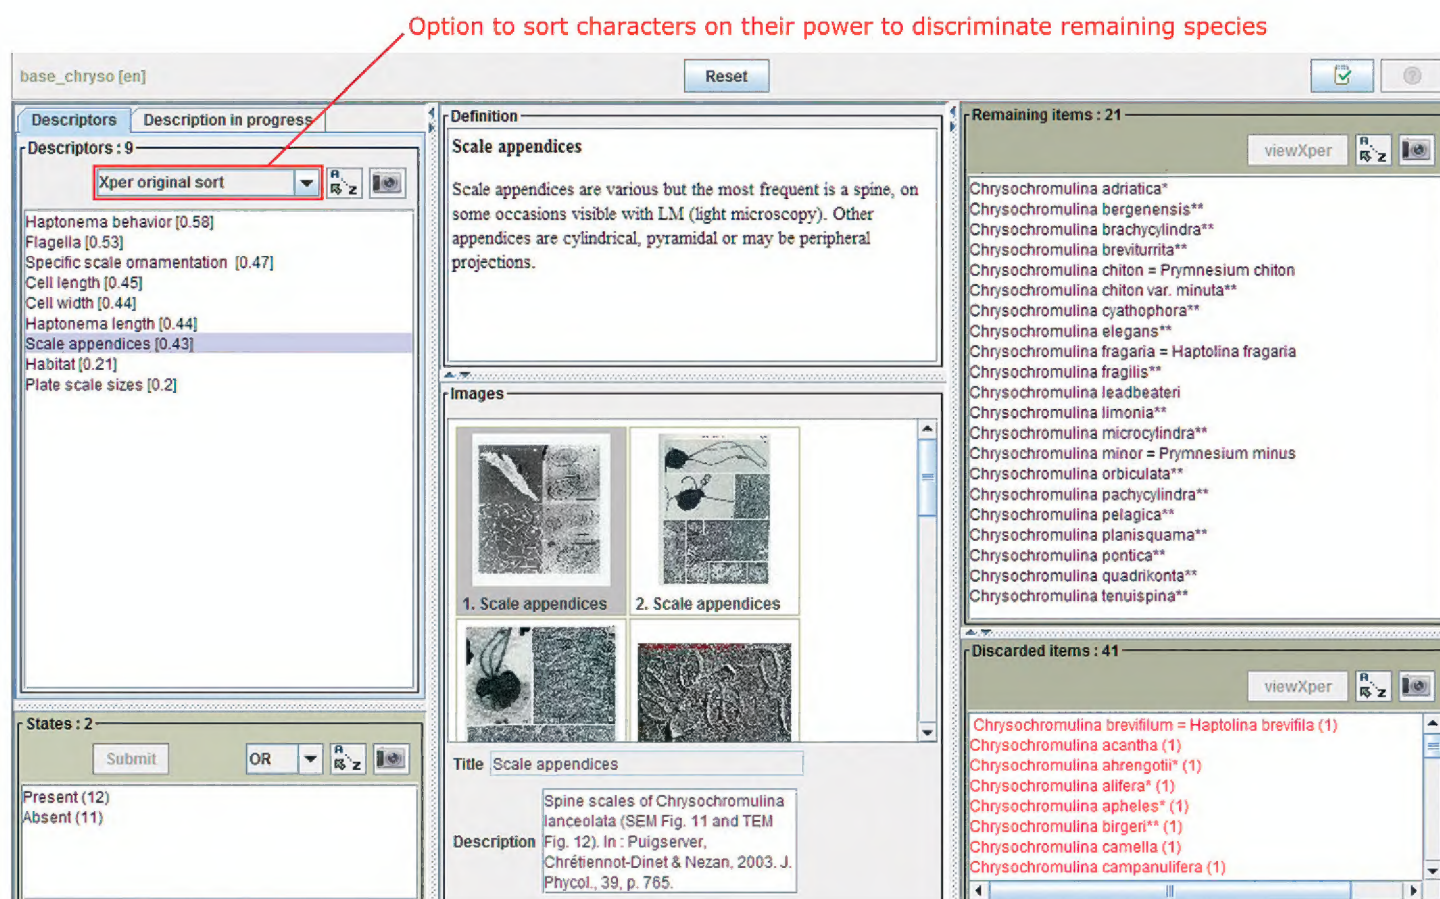 Option to sort characters on their power to discriminate remaining species
base_chryso [en]
Reset
Descriptors
Description in progress
Descriptors : 9
Xper original sort
Haptonema behavior [0.58]
Flagella [0.53]
Specific scale ornamentation [0.47]
Cell length [0.45]
Cell width [0.44]
Haptonema length [0.44]
Scale appendices [0.43]
Habitat [0.21]
Plate scale sizes [0.2]
States : 2
Submit
OR
Present (12)
Absent (11)
Definition
Scale appendices
Scale appendices are various but the most frequent is a spine, on
some occasions visible with LM (light microscopy). Other
appendices are cylindrical, pyramidal or may be peripheral
projections.
Images
1. Scale appendices
2. Scale appendices
Title Scale appendices
Description
Spine scales of Chrysochromulina
lanceolata (SEM Fig. 11 and TEM
Fig. 12). In : Puigserver,
Chrétiennot-Dinet & Nezan, 2003. J.
Phycol., 39, p. 765.
Remaining items : 21
viewXper
Chrysochromulina adriatica*
Chrysochromulina bergenensis**
Chrysochromulina brachycylindra**
Chrysochromulina breviturrita**
Chrysochromulina chiton = Prymnesium chiton
Chrysochromulina chiton var. minuta**
Chrysochromulina cyathophora**
Chrysochromulina elegans**
Chrysochromulina fragaria = Haptolina fragaria
Chrysochromulina fragilis**
Chrysochromulina leadbeateri
Chrysochromulina limonia**
Chrysochromulina microcylindra**
Chrysochromulina minor = Prymnesium minus
Chrysochromulina orbiculata**
Chrysochromulina pachycylindra**
Chrysochromulina pelagica**
Chrysochromulina planisquama**
Chrysochromulina pontica**
Chrysochromulina quadrikonta**
Chrysochromulina tenuispina**
Discarded items : 41
viewXper
Chrysochromulina brevifilum = Haptolina brevifila (1)
Chrysochromulina acantha (1)
Chrysochromulina ahrengotii* (1)
Chrysochromulina alifera* (1)
Chrysochromulina apheles* (1)
Chrysochromulina birgeri** (1)
Chrysochromulina camella (1)
Chrysochromulina campanulifera (1)